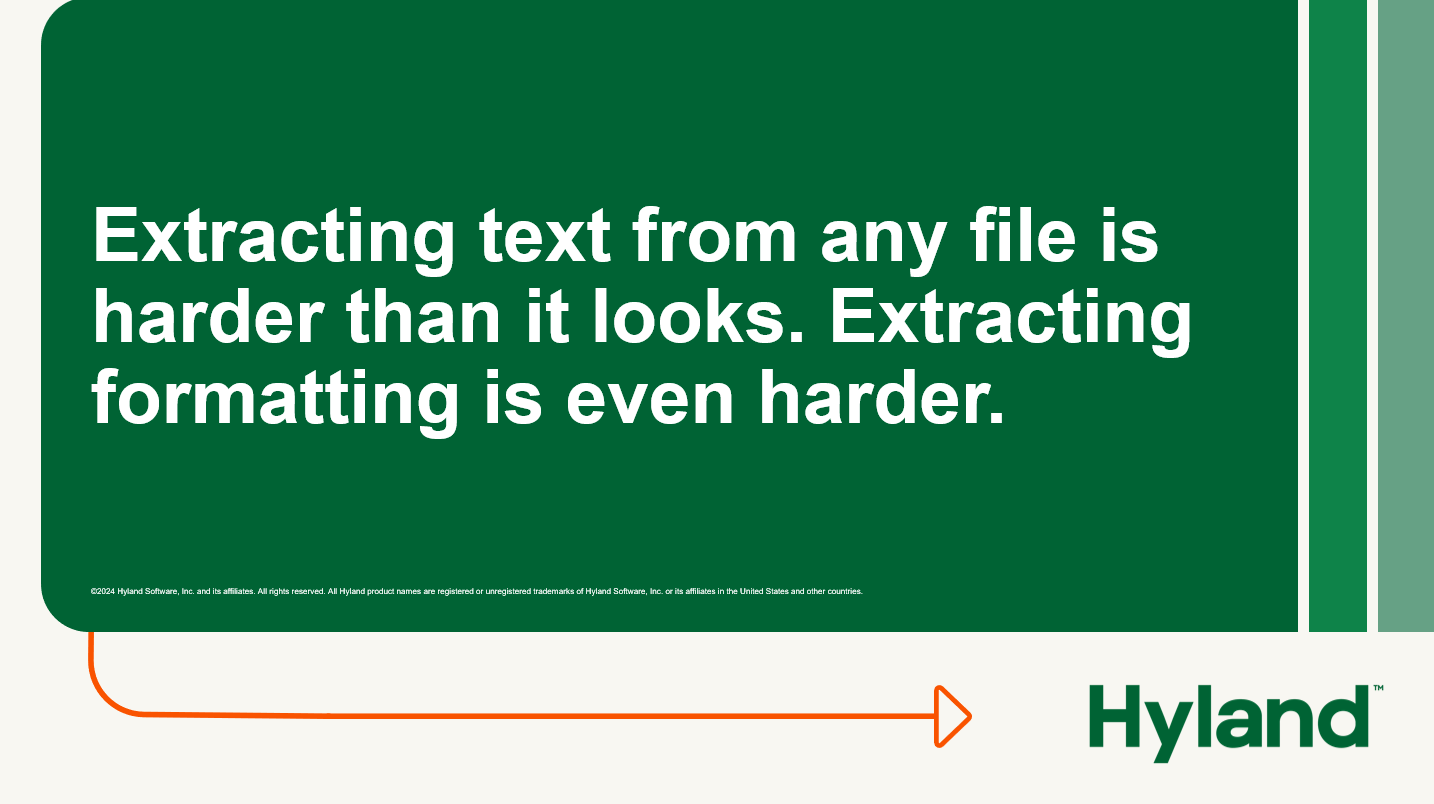 Extracting text from any file is
harder than it looks. Extracting
formatting is even harder.
©2024 Hyland Software, Inc. and its affiliates. All rights reserved. All Hyland product names are registered or unregistered trademarks of Hyland Software, Inc. or its affiliates in the United States and other countries.
Hyland™